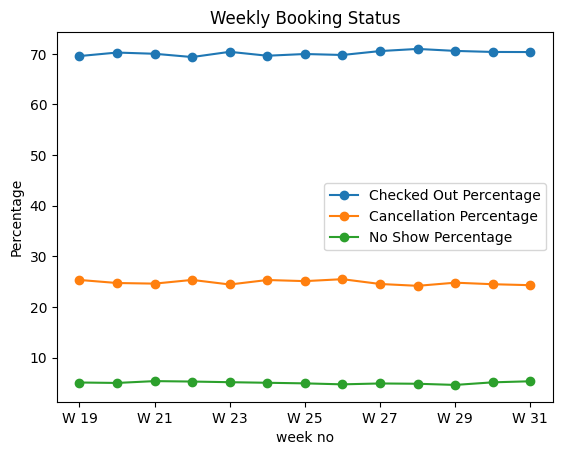 Weekly Booking Status
Percentage
70
60
50
40
30
20
10
Checked Out Percentage
Cancellation Percentage
No Show Percentage
W 19 W 21 W 23 W 25 W 27 W 29 W 31
week no